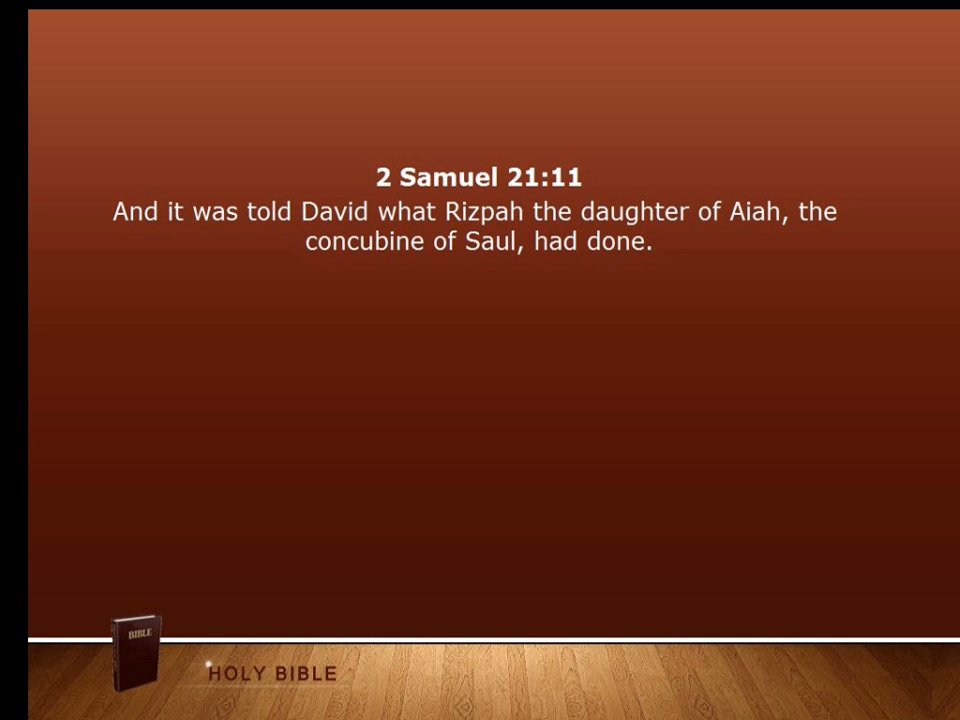 2 Samuel 21:11
And it was told David what Rizpah the daughter of Aiah, the
concubine of Saul, had done.
BIBLE
HOLY BIBLE